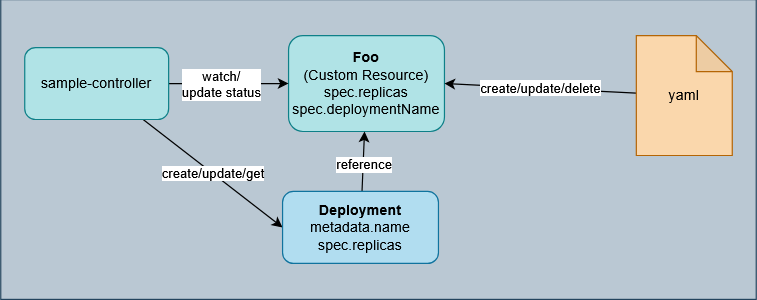 sample-controller
watch/
update status
Foo
(Custom Resource)
spec.replicas
spec.deploymentName
create/update/delete
yaml
create/update/get
reference
Deployment
metadata.name
spec.replicas